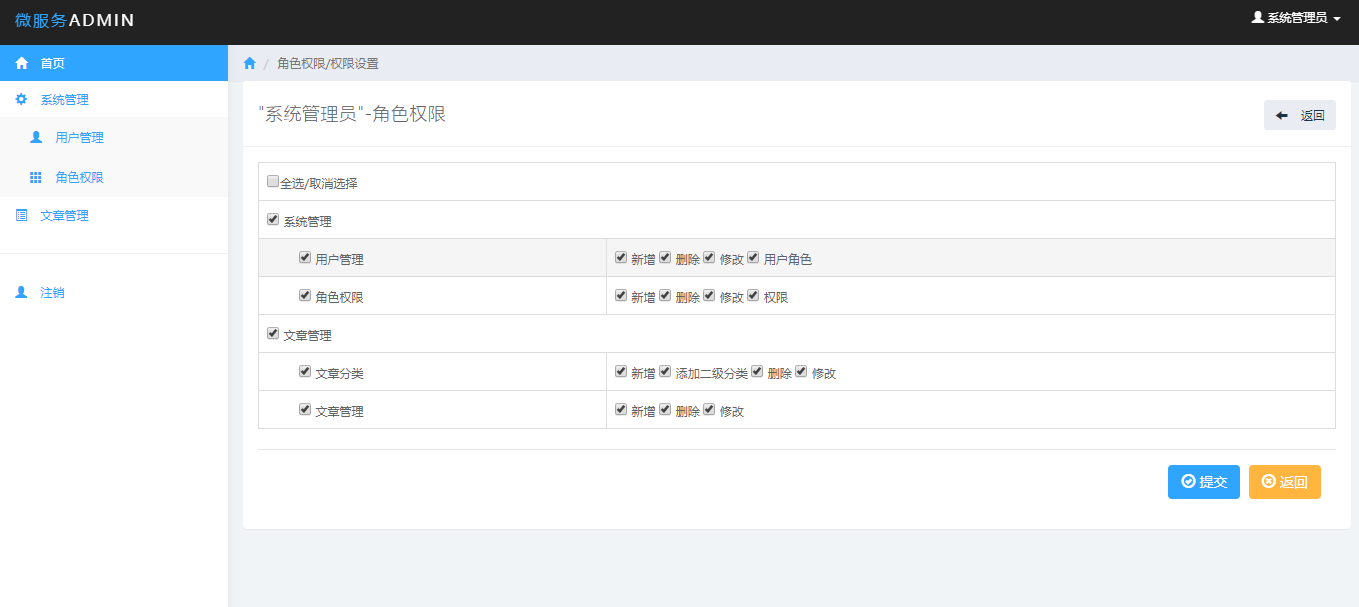 微服务ADMIN
系统管理员
首页
角色权限/权限设置
系统管理
用户管理
角色权限
文章管理
注销
"系统管理员"-角色权限
返回
全选/取消选择
系统管理
用户管理 新增 删除 修改 用户角色
角色权限 新增 删除 修改 权限
文章管理
文章分类 新增 添加二级分类 删除 修改
文章管理 新增 删除 修改
提交 返回